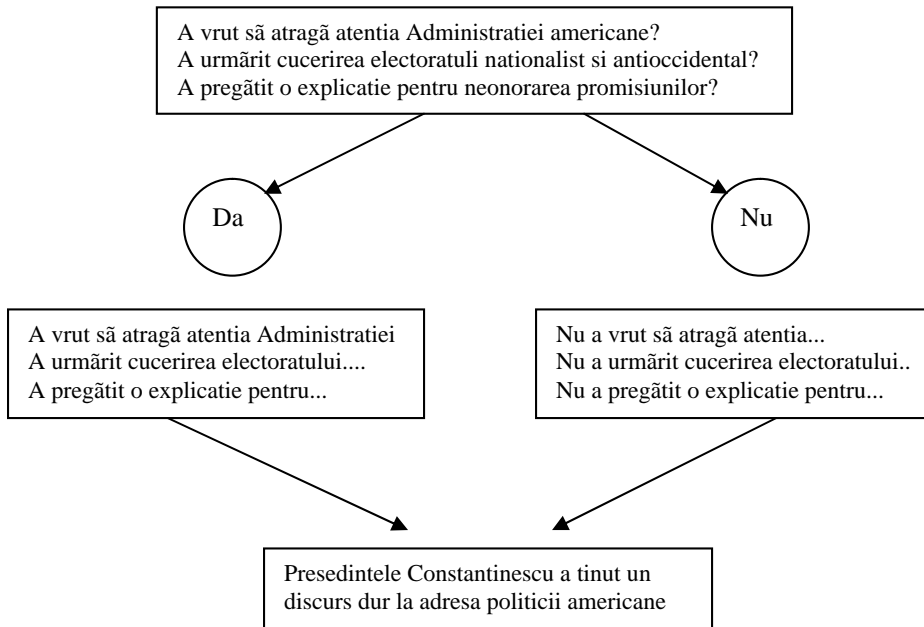 A vrut sã atragã atentia Administratiei americane?
A urmãrit cucerirea electoratuli nationalist si antioccidental?
A pregãtit o explicatie pentru neonorarea promisiunilor?
Da
Nu
A vrut sã atragã atentia Administratiei
A urmãrit cucerirea electoratului....
A pregãtit o explicatie pentru...
Nu a vrut sã atragã atentia...
Nu a urmãrit cucerirea electoratului..
Nu a pregãtit o explicatie pentru...
Presedintele Constantinescu a tinut un
discurs dur la adresa politicii americane